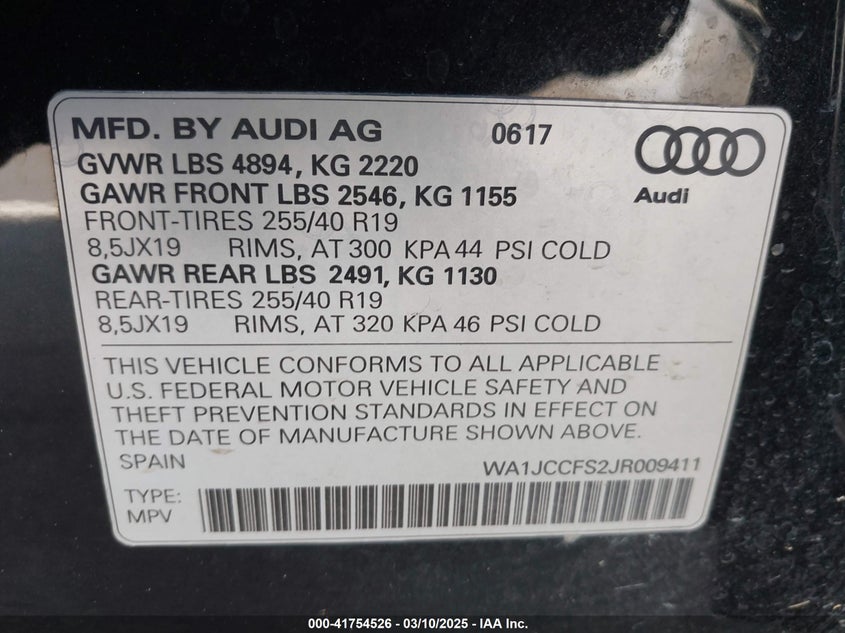 MFD. BY AUDI AG 0617
GVWR LBS 4894, KG 2220
GAWR FRONT LBS 2546, KG 1155
Audi
FRONT-TIRES 255/40 R19
8,5JX19 RIMS, AT 300 KPA 44 PSI COLD
GAWR REAR LBS 2491, KG 1130
REAR-TIRES 255/40 R19
8,5JX19 RIMS, AT 320 KPA 46 PSI COLD
THIS VEHICLE CONFORMS TO ALL APPLICABLE
U.S. FEDERAL MOTOR VEHICLE SAFETY AND
THEFT PREVENTION STANDARDS IN EFFECT ON
THE DATE OF MANUFACTURE SHOWN ABOVE.
SPAIN WA1JCCFS2JR009411
TYPE:
MPV
000-41754526 - 03/10/2025 - IAA Inc.